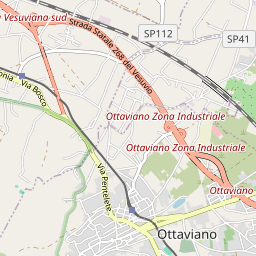 a Vesuviana sud
Strada Statale 268 del Vesuvio
SP112
SP41
Via Bosco
Ottaviano Zona Industriale
Ottaviano Zona Industriale
Via Pentelete
Ottaviano
Ottaviano